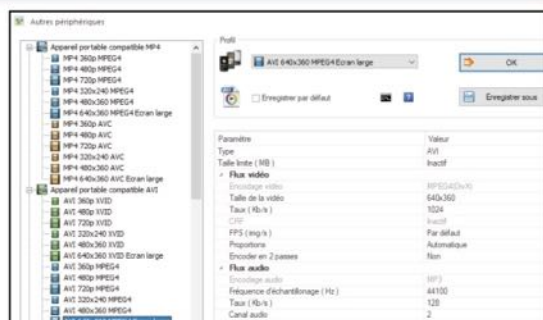 Autres périphériques
Appareil portable compatible MP4
MP4 360p MPEG4
MP4 480p MPEG4
MP4 720p MPEG4
MP4 320x240 MPEG4
MP4 480x360 MPEG4
MP4 640x360 MPEG4 Ecran large
MP4 360p AVC
MP4 480p AVC
MP4 720p AVC
MP4 320x240 AVC
MP4 480x360 AVC
MP4 640x360 AVC Ecran large
Appareil portable compatible AVI
AVI 360p XVID
AVI 480p XVID
AVI 720p XVID
AVI 320x240 XVID
AVI 480x360 XVID
AVI 640x360 XVID Ecran large
AVI 360p MPEG4
AVI 480p MPEG4
AVI 720p MPEG4
AVI 320x240 MPEG4
AVI 480x360 MPEG4
Profil
AVI 640x360 MPEG4 Ecran large
OK
Enregistrer par défaut
Enregistrer sous
Paramètre Valeur
Type AVI
Taille limite ( MB ) Inactif
Flux vidéo
Encodage vidéo MPEG4(DivX)
Taille de la vidéo 640x360
Taux ( Kb/s ) 1024
CRF Inactif
FPS ( img/s ) Par défaut
Proportions Automatique
Encoder en 2 passes Non
Flux audio
Encodage audio MP3
Fréquence d'échantillonage ( Hz ) 44100
Taux ( Kb/s ) 128
Canal audio 2